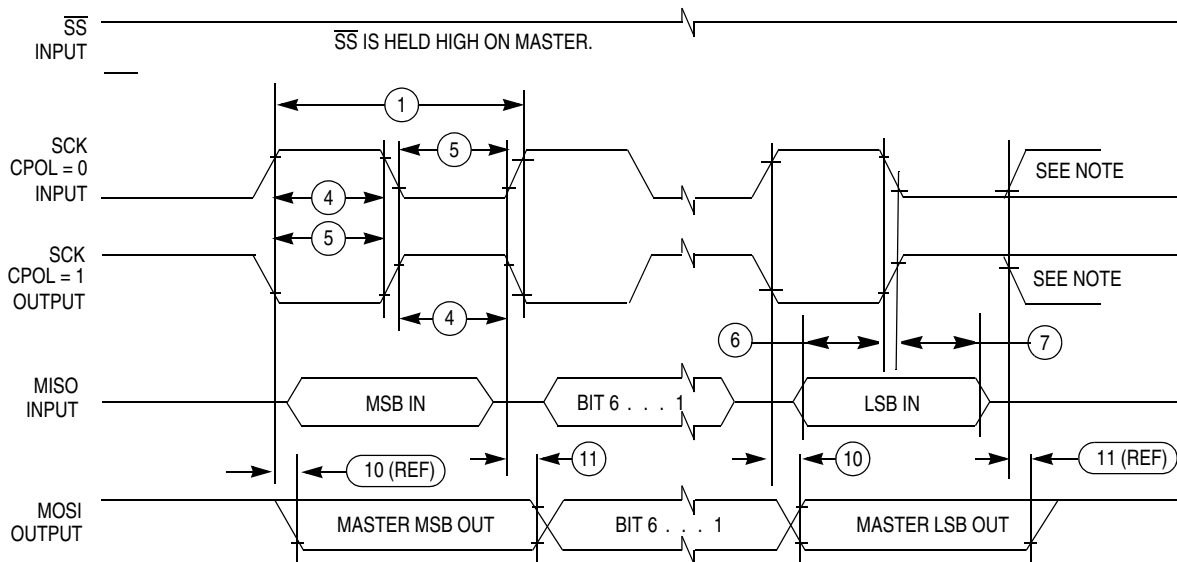 SS
INPUT
SS IS HELD HIGH ON MASTER.
1
SCK
CPOL = 0
INPUT
5
SEE NOTE
4
5
SCK
CPOL = 1
OUTPUT
SEE NOTE
4
6
7
MISO
INPUT
MSB IN
BIT 6 . . . 1
LSB IN
10 (REF)
11
10
11 (REF)
MOSI
OUTPUT
MASTER MSB OUT
BIT 6 . . . 1
MASTER LSB OUT